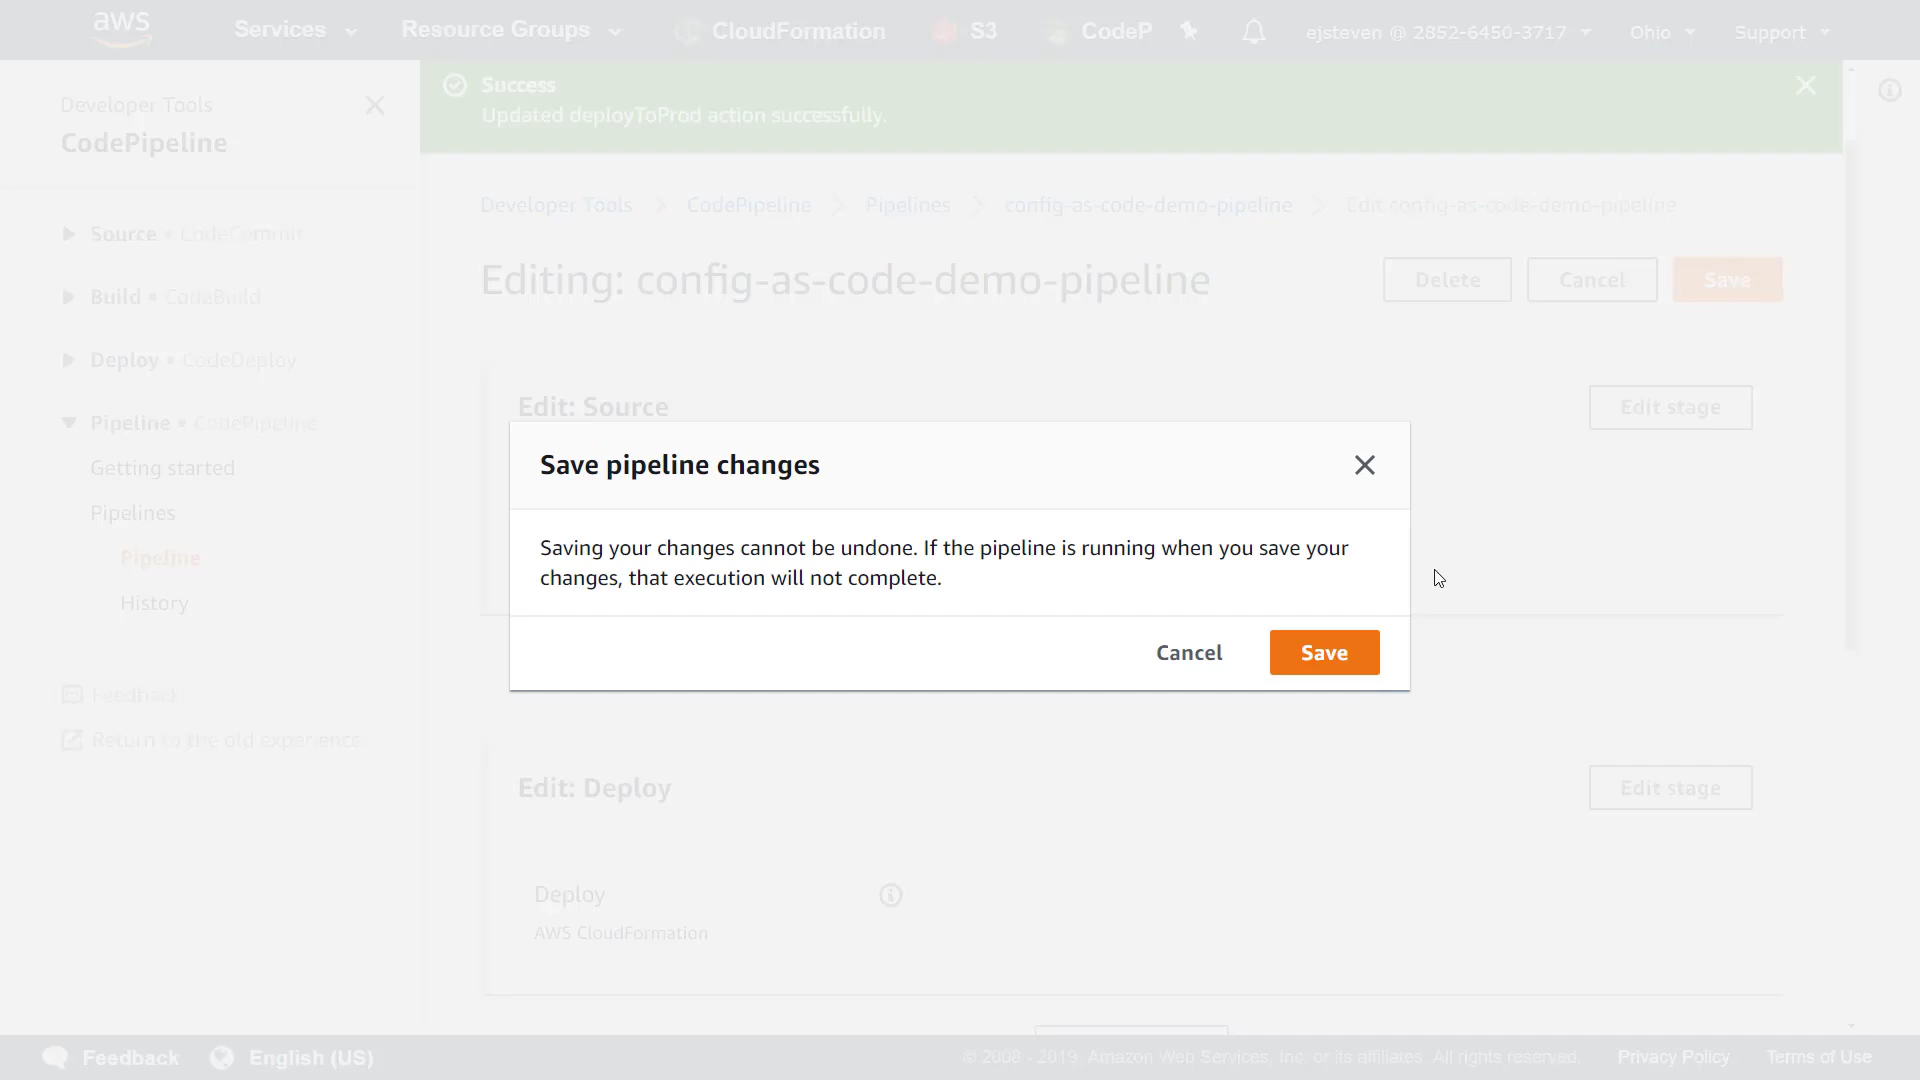 aws
Services
Resource Groups
CloudFormation
S3
CodeP
ejsteven @ 2852-6450-3717
Ohio
Support
Developer Tools
CodePipeline
Source • CodeCommit
Build • CodeBuild
Deploy • CodeDeploy
Pipeline • CodePipeline
Getting started
Pipelines
Pipeline
History
Feedback
Return to the old experience
Success
Updated deployToProd action successfully.
Developer Tools
CodePipeline
Pipelines
config-as-code-demo-pipeline
Edit config-as-code-demo-pipeline
Editing: config-as-code-demo-pipeline
Delete
Cancel
Save
Edit: Source
Edit stage
Save pipeline changes
Saving your changes cannot be undone. If the pipeline is running when you save your
changes, that execution will not complete.
Cancel
Save
Edit: Deploy
Edit stage
Deploy
AWS CloudFormation
Feedback
English (US)
© 2008 - 2019, Amazon Web Services, Inc. or its affiliates. All rights reserved.
Privacy Policy
Terms of Use